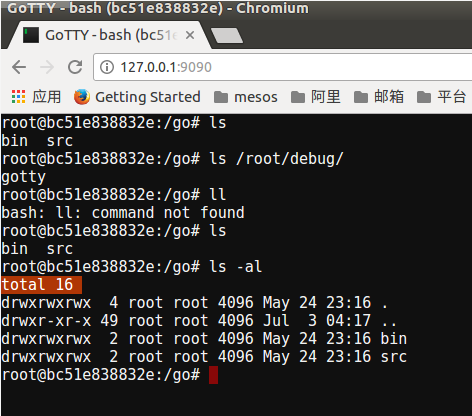 GoTTY - bash (bc51e838832e) - Chromium
GoTTY - bash (bc51e
127.0.0.1:9090
应用 Getting Started mesos 阿里 邮箱 平台
root@bc51e838832e:/go# ls
bin  src
root@bc51e838832e:/go# ls /root/debug/
gotty
root@bc51e838832e:/go# ll
bash: ll: command not found
root@bc51e838832e:/go# ls
bin  src
root@bc51e838832e:/go# ls -al
total 16
drwxrwxrwx  4 root root 4096 May 24 23:16 .
drwxr-xr-x 49 root root 4096 Jul  3 04:17 ..
drwxrwxrwx  2 root root 4096 May 24 23:16 bin
drwxrwxrwx  2 root root 4096 May 24 23:16 src
root@bc51e838832e:/go#